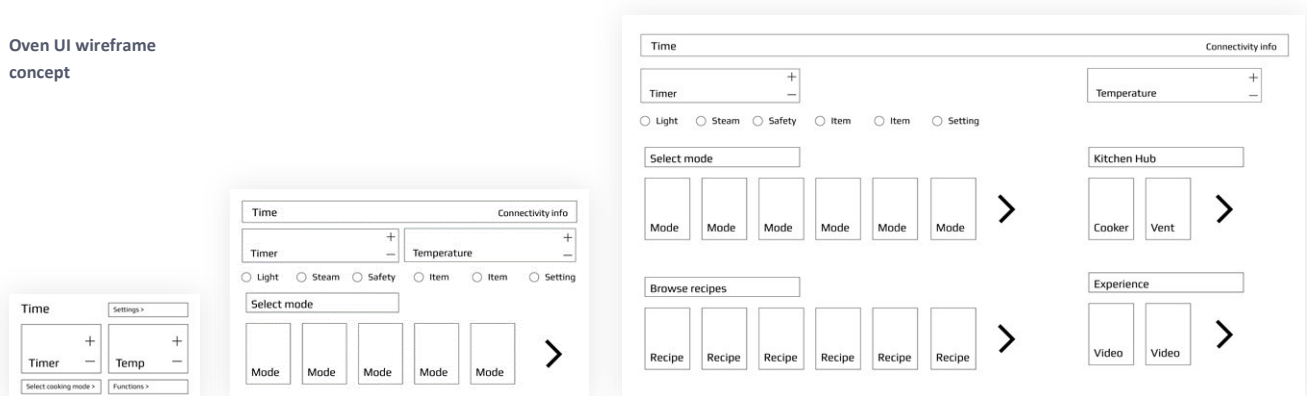 Oven UI wireframe
concept
Time
Settings >
+
+
Timer
—
Temp
—
Select cooking mode >
Functions >
Time
Connectivity info
+
+
Timer
—
Temperature
—
Light
Steam
Safety
Item
Item
Setting
Select mode
Mode
Mode
Mode
Mode
Mode
Time
Connectivity info
+
+
Timer
—
Temperature
—
Light
Steam
Safety
Item
Item
Setting
Select mode
Mode
Mode
Mode
Mode
Mode
Mode
Kitchen Hub
Cooker
Vent
Browse recipes
Recipe
Recipe
Recipe
Recipe
Recipe
Recipe
Experience
Video
Video